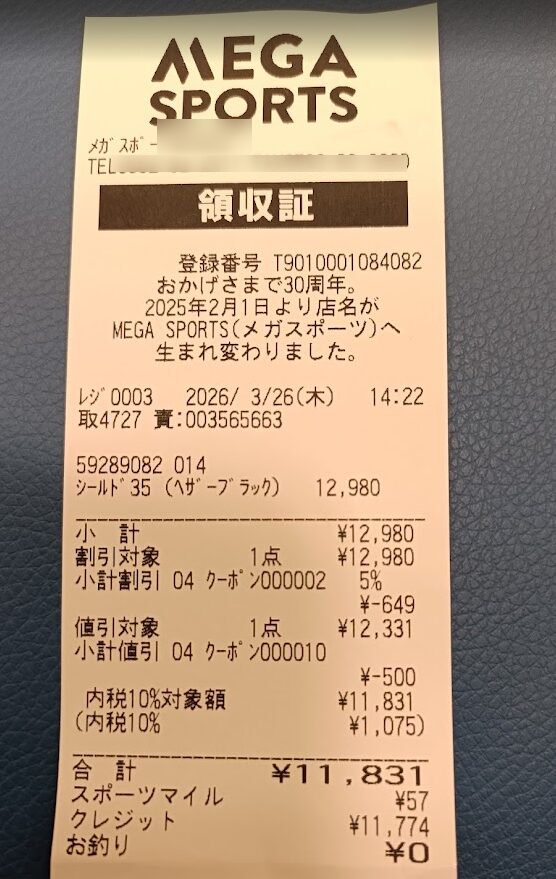 MEGA
SPORTS
メガスポー
TEL
領収証
登録番号 T9010001084082
おかげさまで30周年。
2025年2月1日より店名が
MEGA SPORTS(メガスポーツ)へ
生まれ変わりました。
ﾚｼﾞ0003 2026/ 3/26(木) 14:22
取4727 責:003565663
59289082 014
ｼｰﾙﾄﾞ35 (ﾍｻﾞｰﾌﾞﾗｯｸ) 12,980
小 計 ¥12,980
割引対象 1点 ¥12,980
小計割引 04 ｸｰﾎﾟﾝ000002 5%
¥-649
値引対象 1点 ¥12,331
小計値引 04 ｸｰﾎﾟﾝ000010
¥-500
内税10%対象額 ¥11,831
(内税10% ¥1,075)
合 計 ¥11,831
スポーツマイル ¥57
クレジット ¥11,774
お釣り ¥0